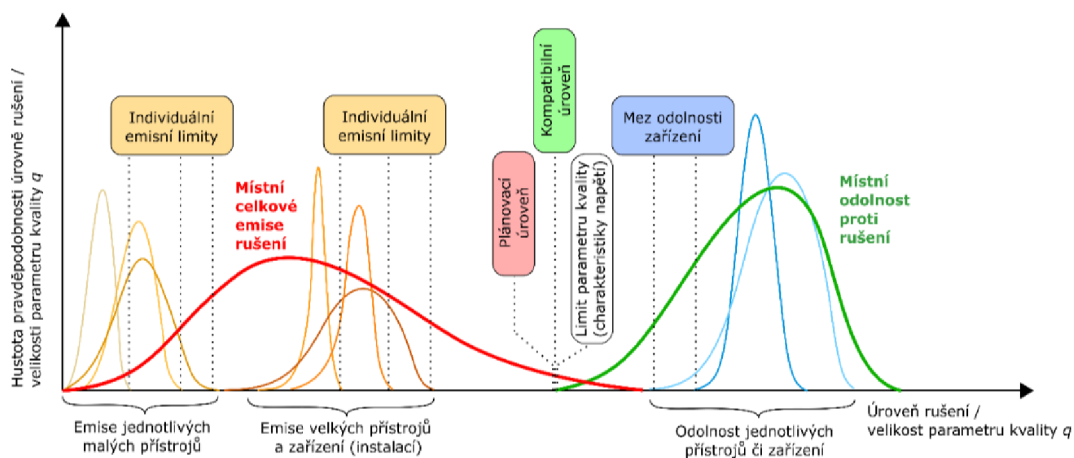 Hustota pravděpodobnosti úrovně rušení /
velikosti parametru kvality q
Individuální
emisní limity
Individuální
emisní limity
Místní
celkové
emise
rušení
Plánovací
úroveň
Kompatibilní
úroveň
Limit parametru kvality
(charakteristiky napětí)
Mez odolnosti
zařízení
Místní
odolnost
proti
rušení
Emise jednotlivých
malých přístrojů
Emise velkých přístrojů
a zařízení (instalací)
Odolnost jednotlivých
přístrojů či zařízení
Úroveň rušení /
velikost parametru kvality q